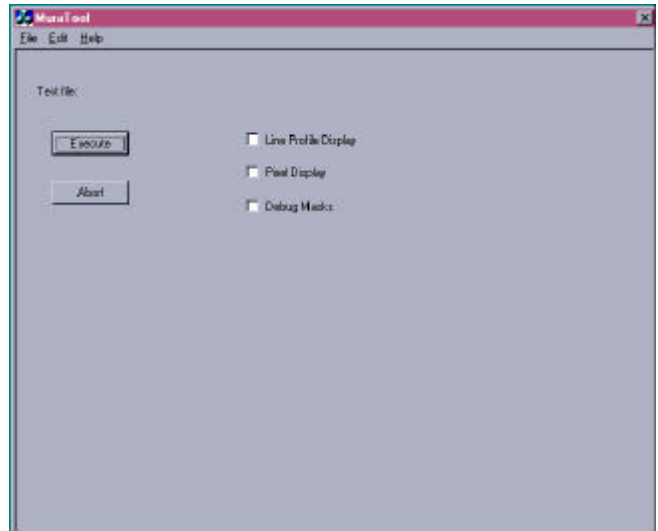 MuraTool
File Edit Help
Text file:
Execute
Line Profile Display
Pixel Display
Abort
Debug Masks